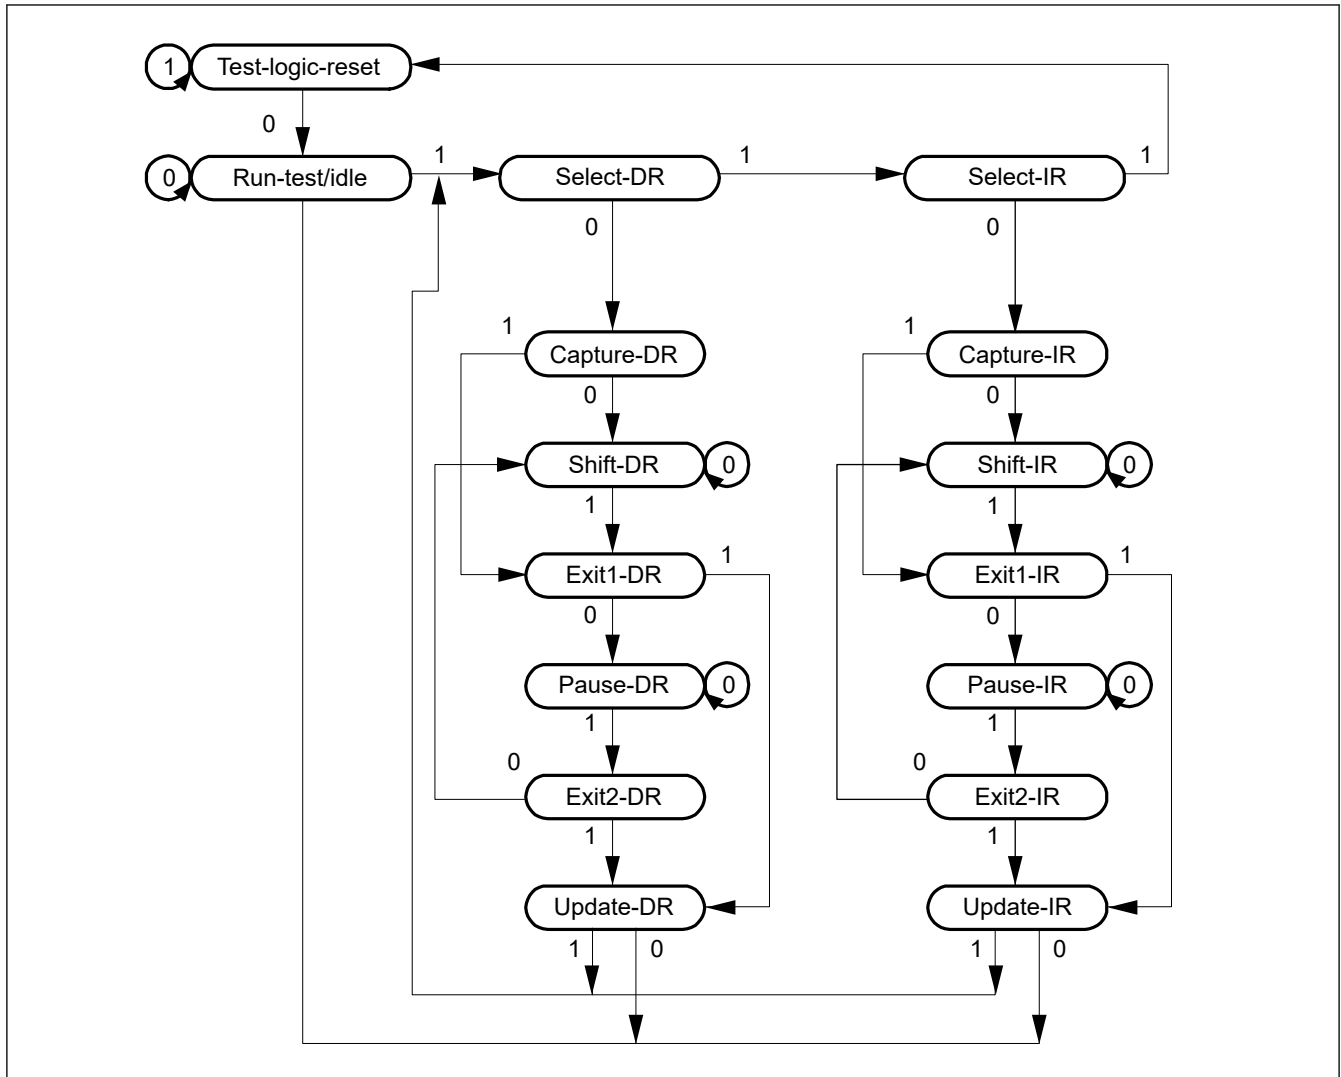 1
Test-logic-reset
0
0
Run-test/idle
1
Select-DR
1
Select-IR
1
0
0
1
Capture-DR
1
Capture-IR
0
0
Shift-DR
0
Shift-IR
0
1
1
Exit1-DR
1
Exit1-IR
1
0
0
Pause-DR
0
Pause-IR
0
1
1
0
Exit2-DR
0
Exit2-IR
1
1
Update-DR
Update-IR
1
0
1
0